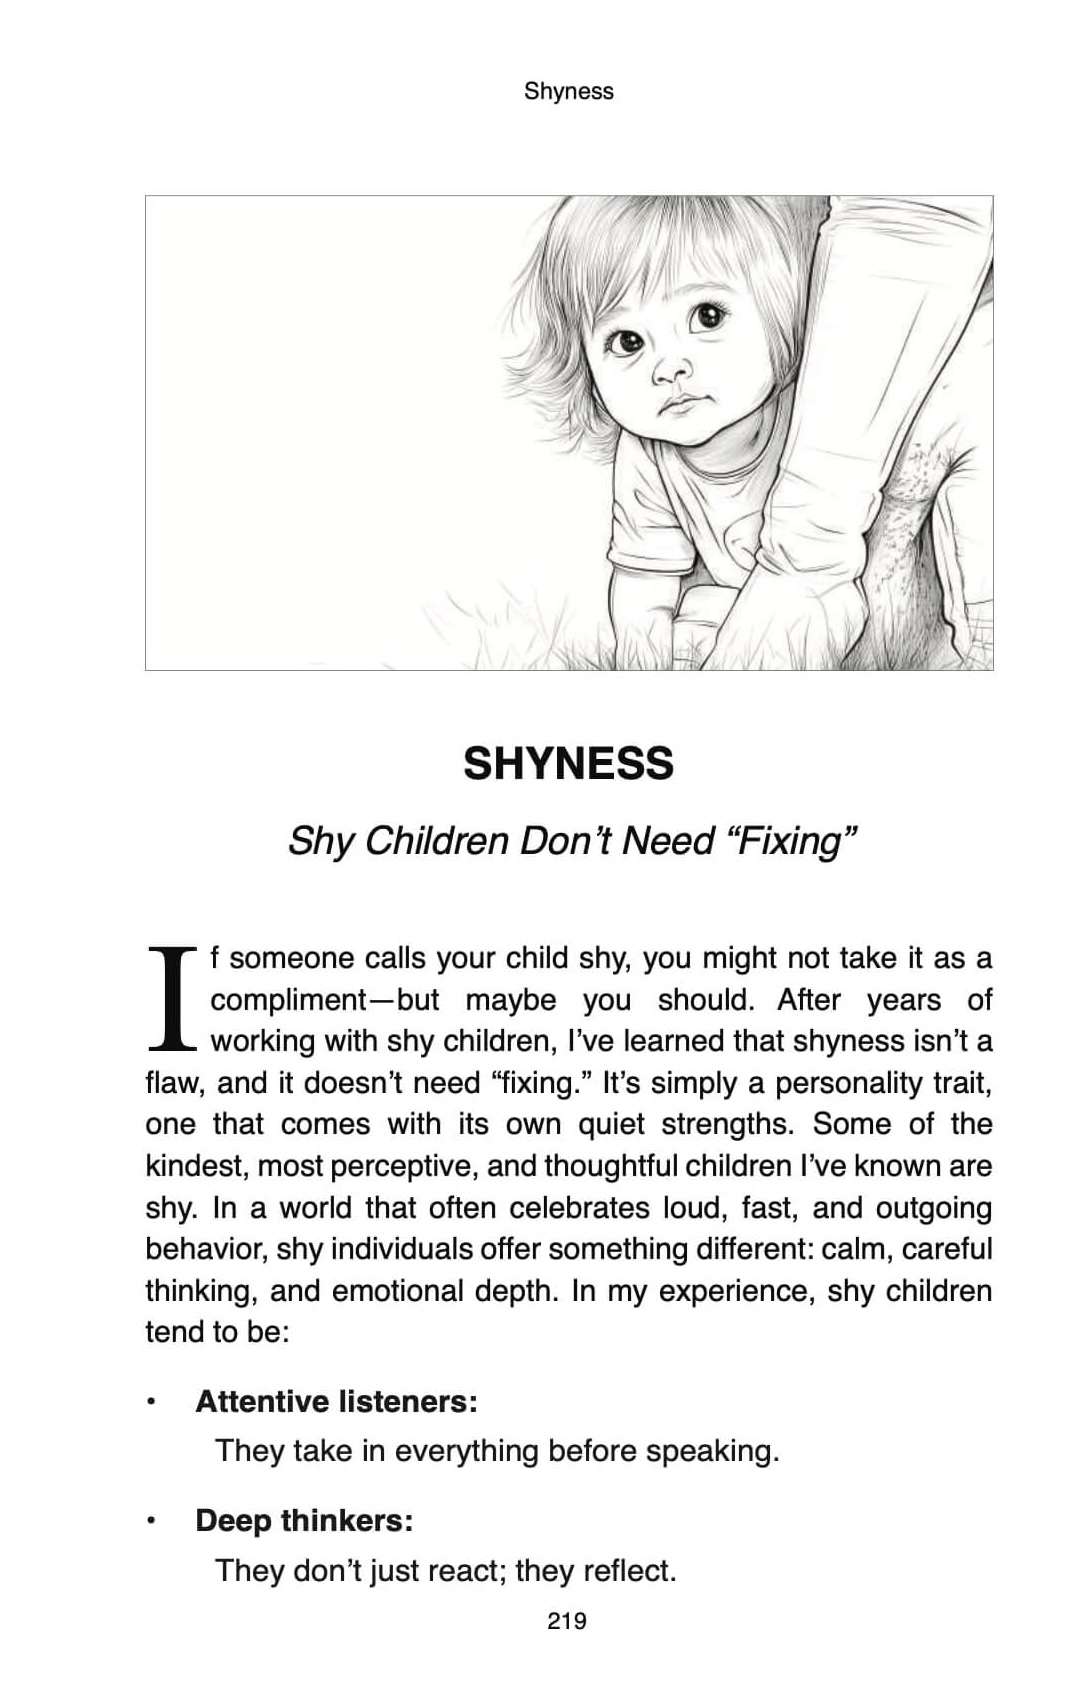 Shyness
SHYNESS
Shy Children Don’t Need “Fixing”
If someone calls your child shy, you might not take it as a
compliment—but maybe you should. After years of
working with shy children, I’ve learned that shyness isn’t a
flaw, and it doesn’t need “fixing.” It’s simply a personality trait,
one that comes with its own quiet strengths. Some of the
kindest, most perceptive, and thoughtful children I’ve known are
shy. In a world that often celebrates loud, fast, and outgoing
behavior, shy individuals offer something different: calm, careful
thinking, and emotional depth. In my experience, shy children
tend to be:
• Attentive listeners:
They take in everything before speaking.
• Deep thinkers:
They don’t just react; they reflect.
219